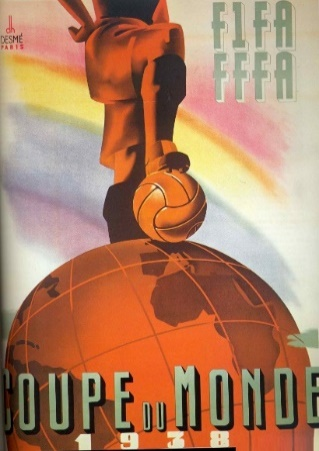 DESMÉ
PARIS
FIFA
FFFA
COUPE DU MONDE
1938